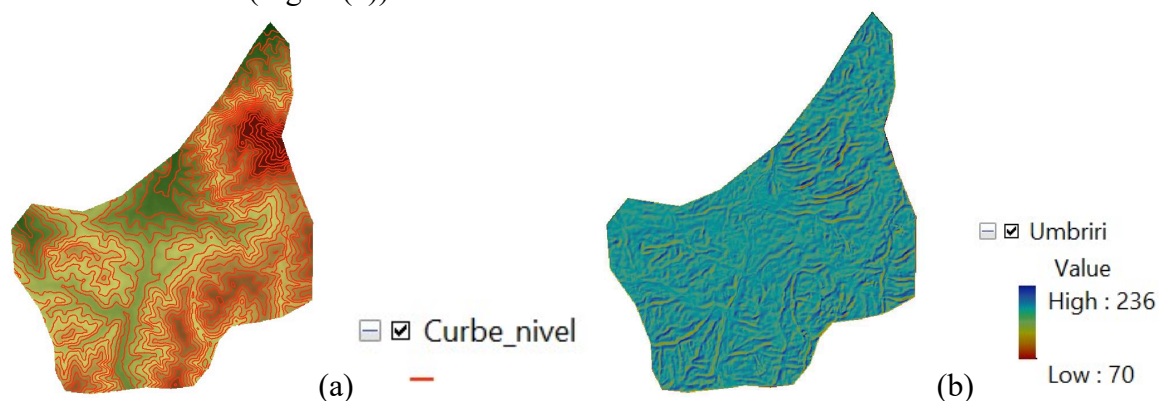 Curbe_nivel
(a)
Umbriri
Value
High : 236
Low : 70
(b)